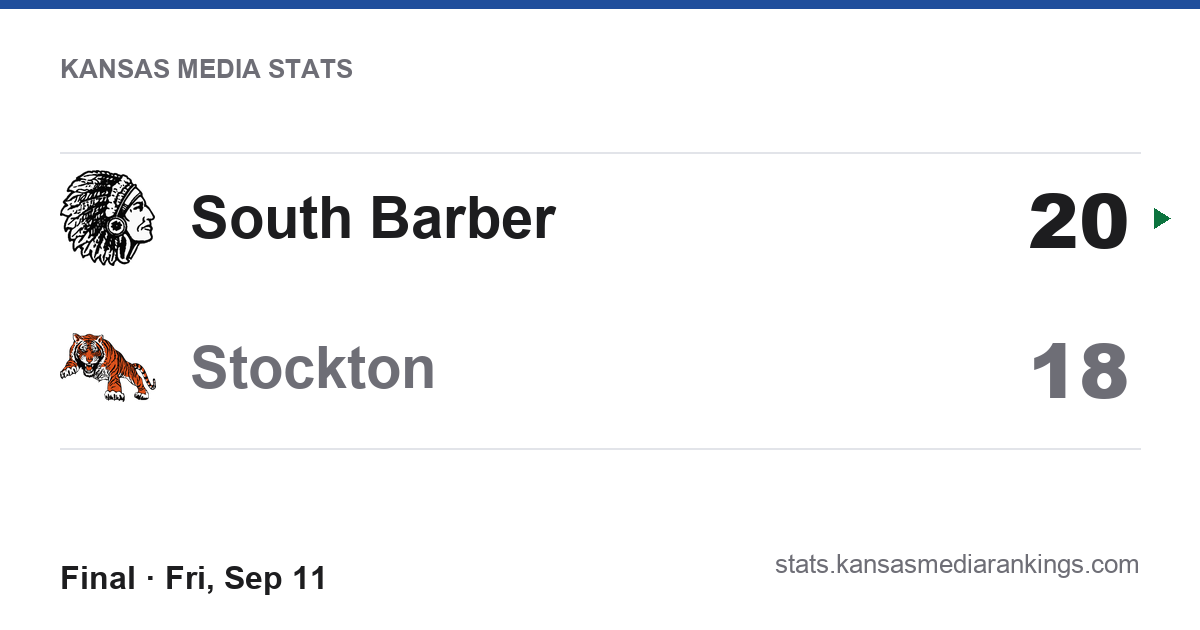 KANSAS MEDIA STATS
South Barber 20
Stockton 18
Final · Fri, Sep 11
stats.kansasmediarankings.com